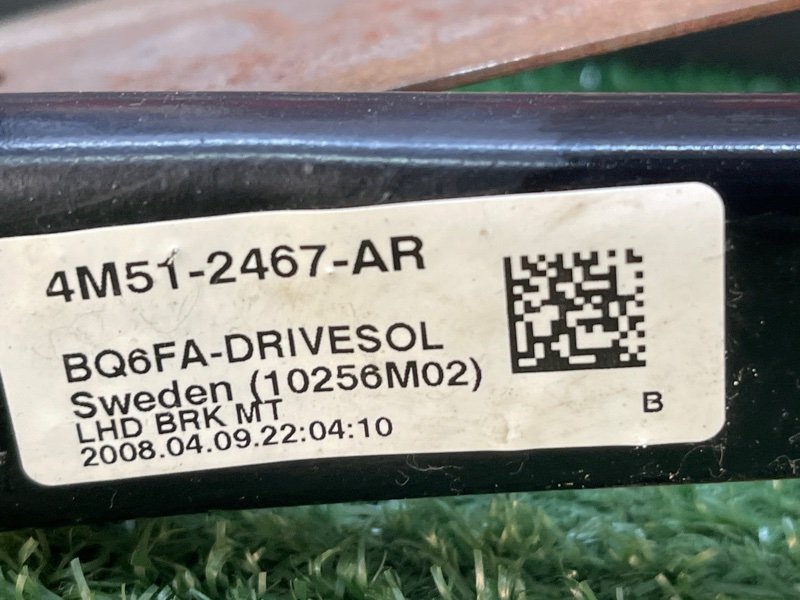 4M51-2467-AR
BQ6FA-DRIVESOL
Sweden (10256M02)
LHD BRK MT
2008.04.09.22:04:10
B